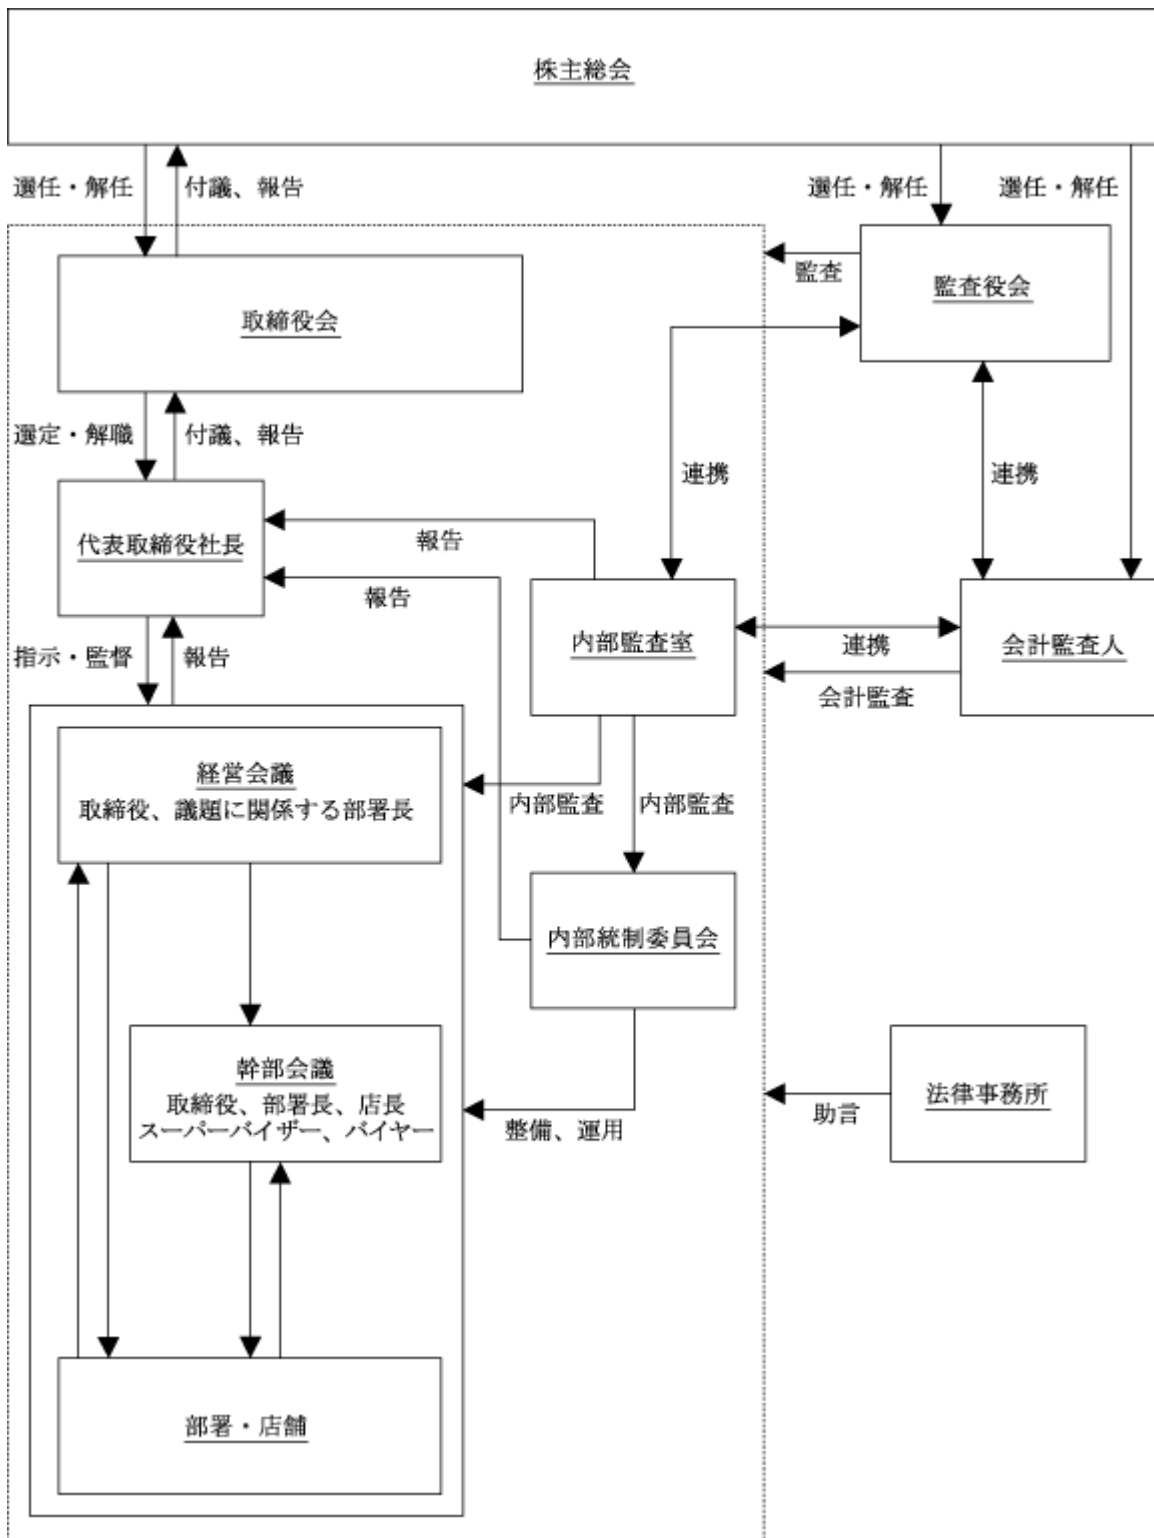 株主総会
選任・解任
付議、報告
選任・解任
選任・解任
監査
監査役会
取締役会
選定・解職
付議、報告
連携
連携
代表取締役社長
報告
報告
内部監査室
連携
会計監査人
会計監査
指示・監督
報告
経営会議
取締役、議題に関係する部署長
内部監査
内部監査
内部統制委員会
幹部会議
取締役、部署長、店長
スーパーバイザー、バイヤー
整備、運用
助言
法律事務所
部署・店舗